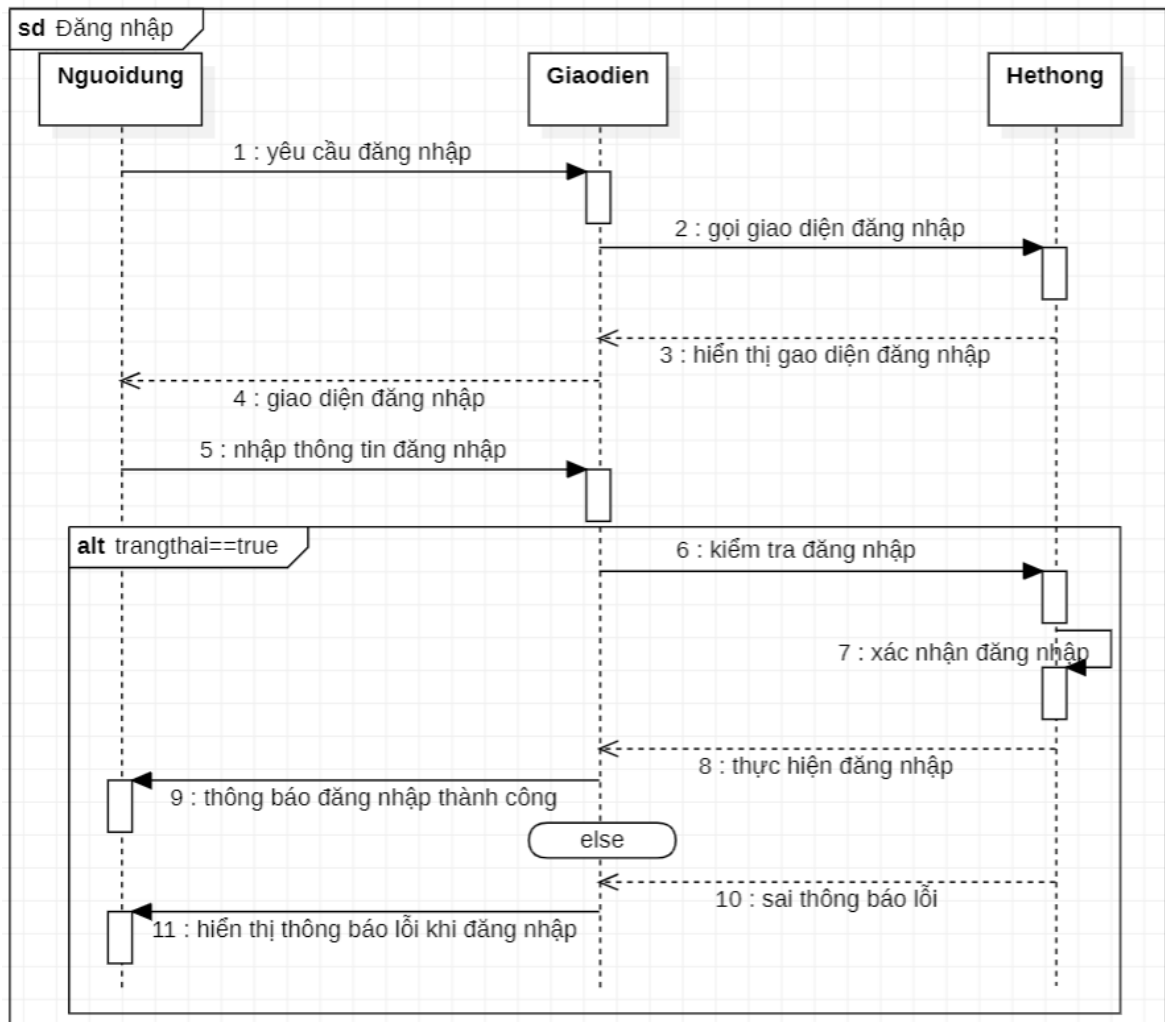 sd Đăng nhập
Nguoidung
Giaodien
Hethong
1 : yêu cầu đăng nhập
2 : gọi giao diện đăng nhập
3 : hiển thị gao diện đăng nhập
4 : giao diện đăng nhập
5 : nhập thông tin đăng nhập
alt trangthai==true
6 : kiểm tra đăng nhập
7 : xác nhận đăng nhập
8 : thực hiện đăng nhập
9 : thông báo đăng nhập thành công
else
10 : sai thông báo lỗi
11 : hiển thị thông báo lỗi khi đăng nhập